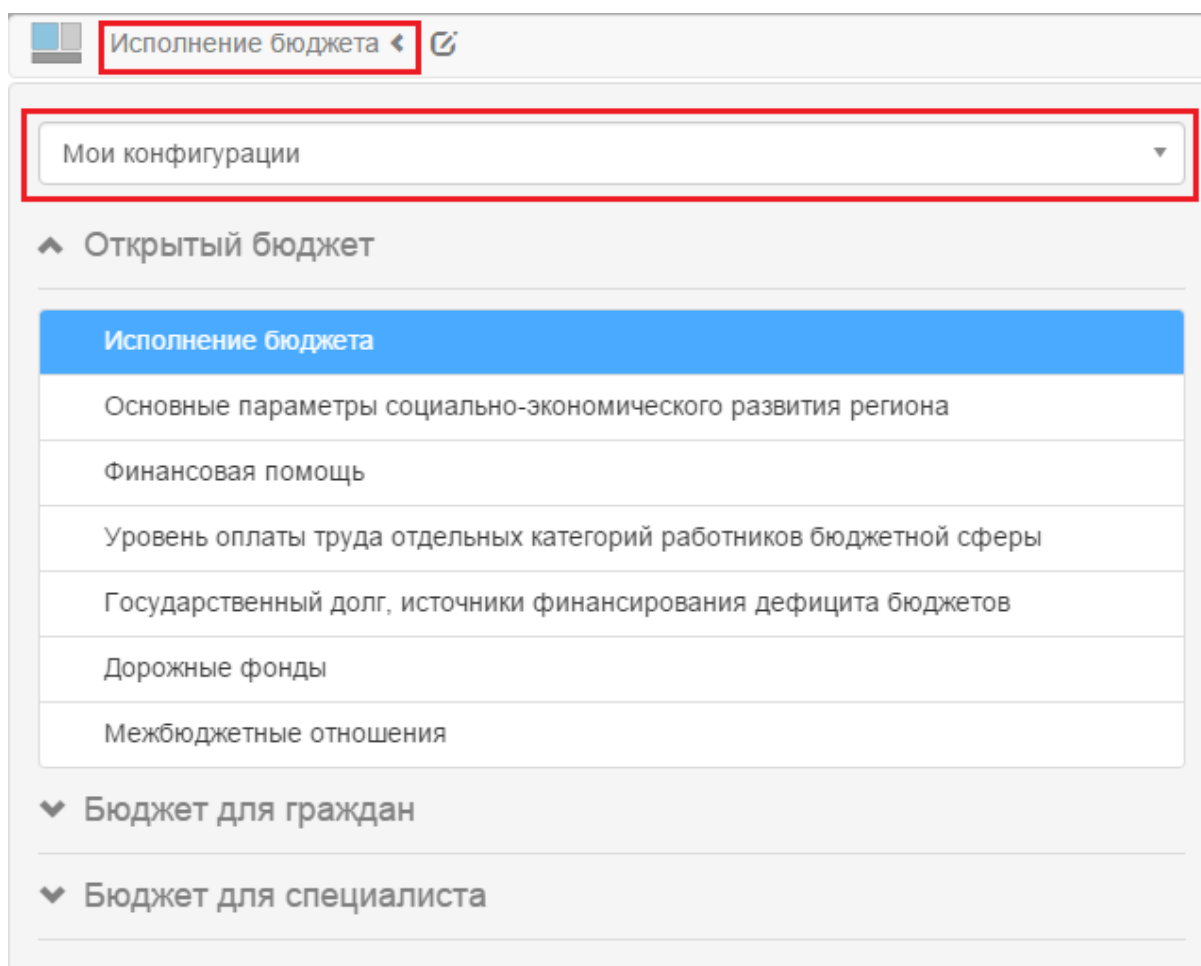 Исполнение бюджета
Мои конфигурации
Открытый бюджет
Исполнение бюджета
Основные параметры социально-экономического развития региона
Финансовая помощь
Уровень оплаты труда отдельных категорий работников бюджетной сферы
Государственный долг, источники финансирования дефицита бюджетов
Дорожные фонды
Межбюджетные отношения
Бюджет для граждан
Бюджет для специалиста